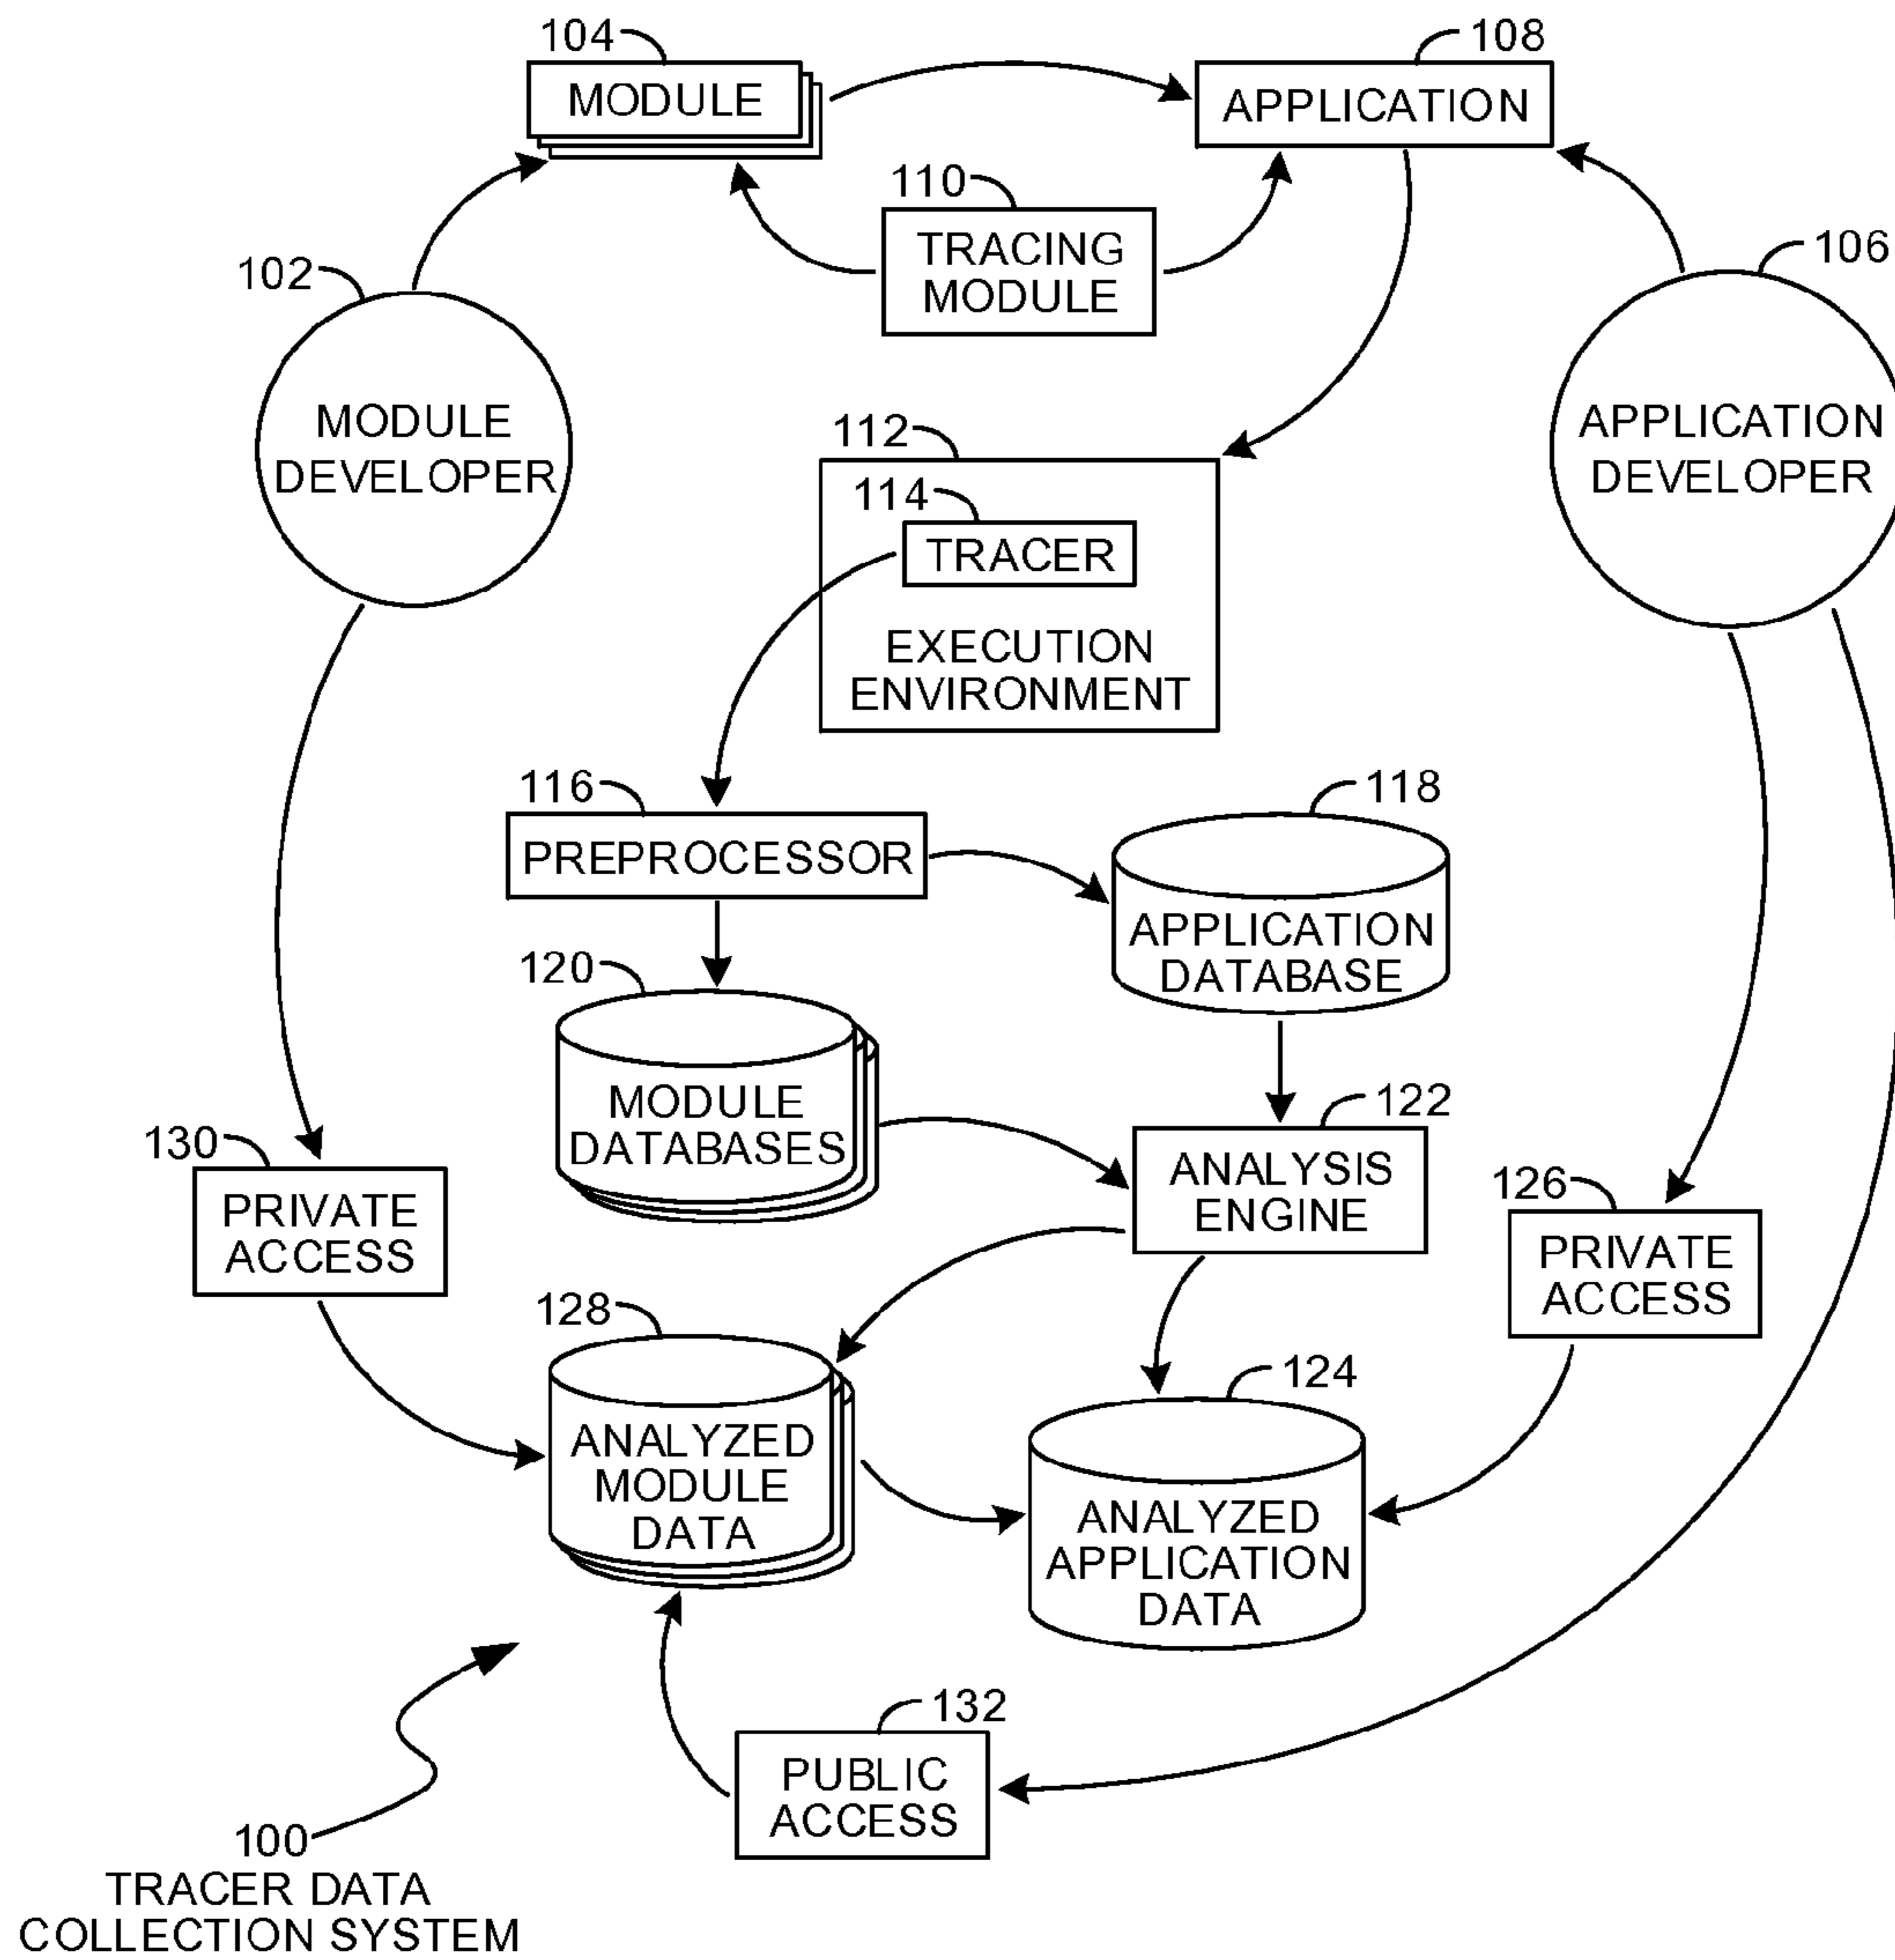 104
MODULE
108
APPLICATION
110
TRACING
MODULE
102
MODULE
DEVELOPER
106
APPLICATION
DEVELOPER
112
114
TRACER
EXECUTION
ENVIRONMENT
116
PREPROCESSOR
118
APPLICATION
DATABASE
120
MODULE
DATABASES
122
ANALYSIS
ENGINE
130
PRIVATE
ACCESS
126
PRIVATE
ACCESS
128
ANALYZED
MODULE
DATA
124
ANALYZED
APPLICATION
DATA
132
PUBLIC
ACCESS
100
TRACER DATA
COLLECTION SYSTEM